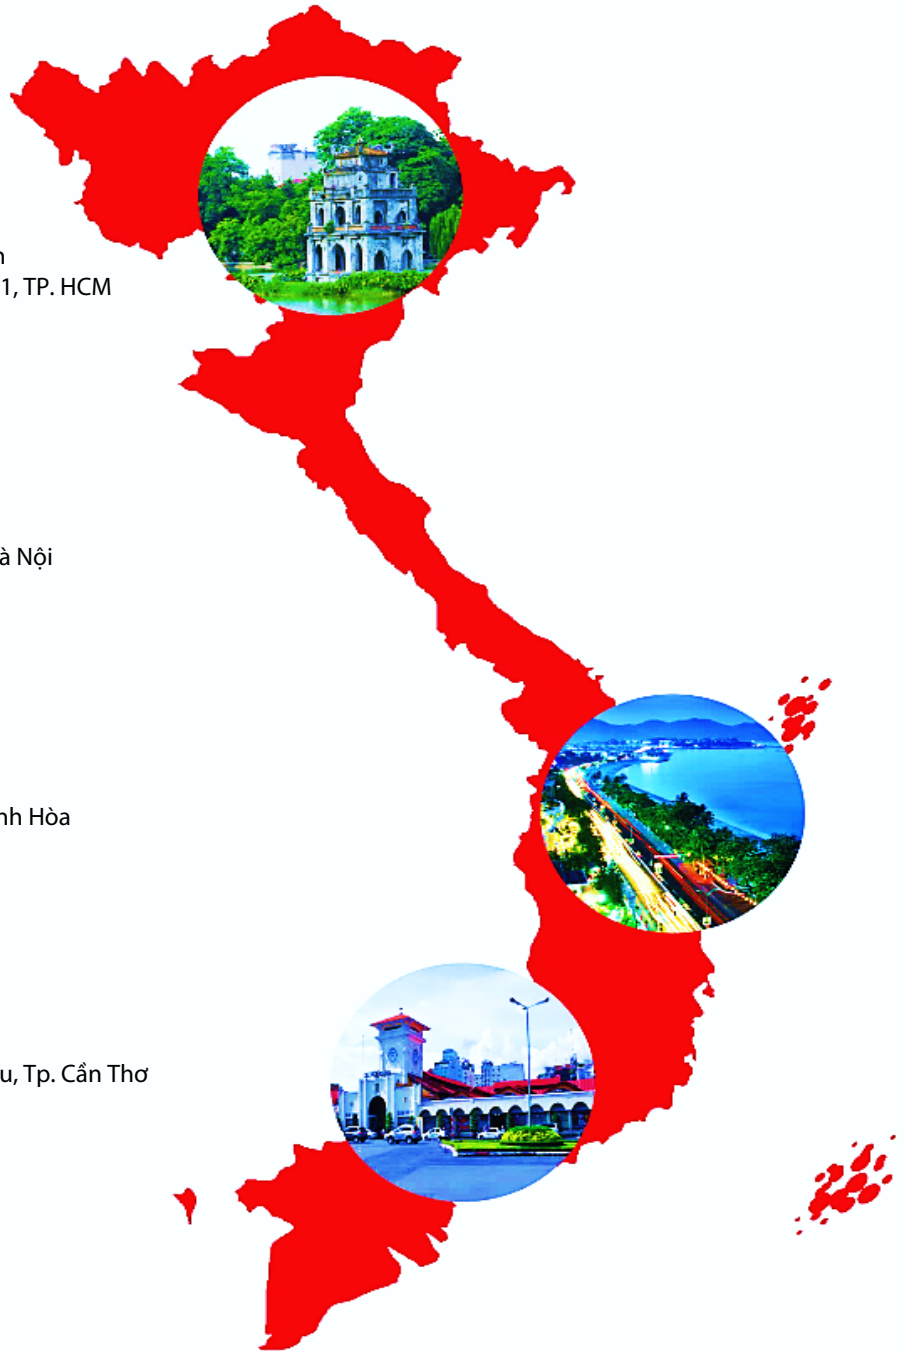 n
1, TP. HCM
à Nội
nh Hòa
u, Tp. Cần Thơ